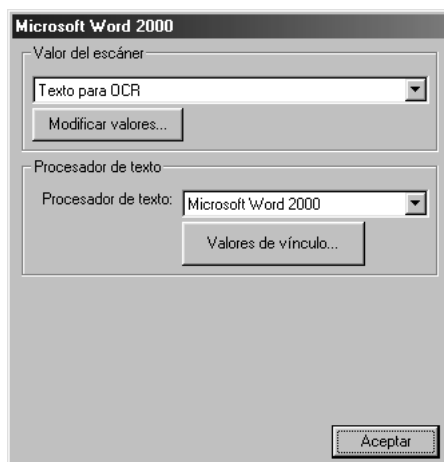 Microsoft Word 2000
Valor del escáner
Texto para OCR
Modificar valores...
Procesador de texto
Procesador de texto: Microsoft Word 2000
Valores de vínculo...
Aceptar